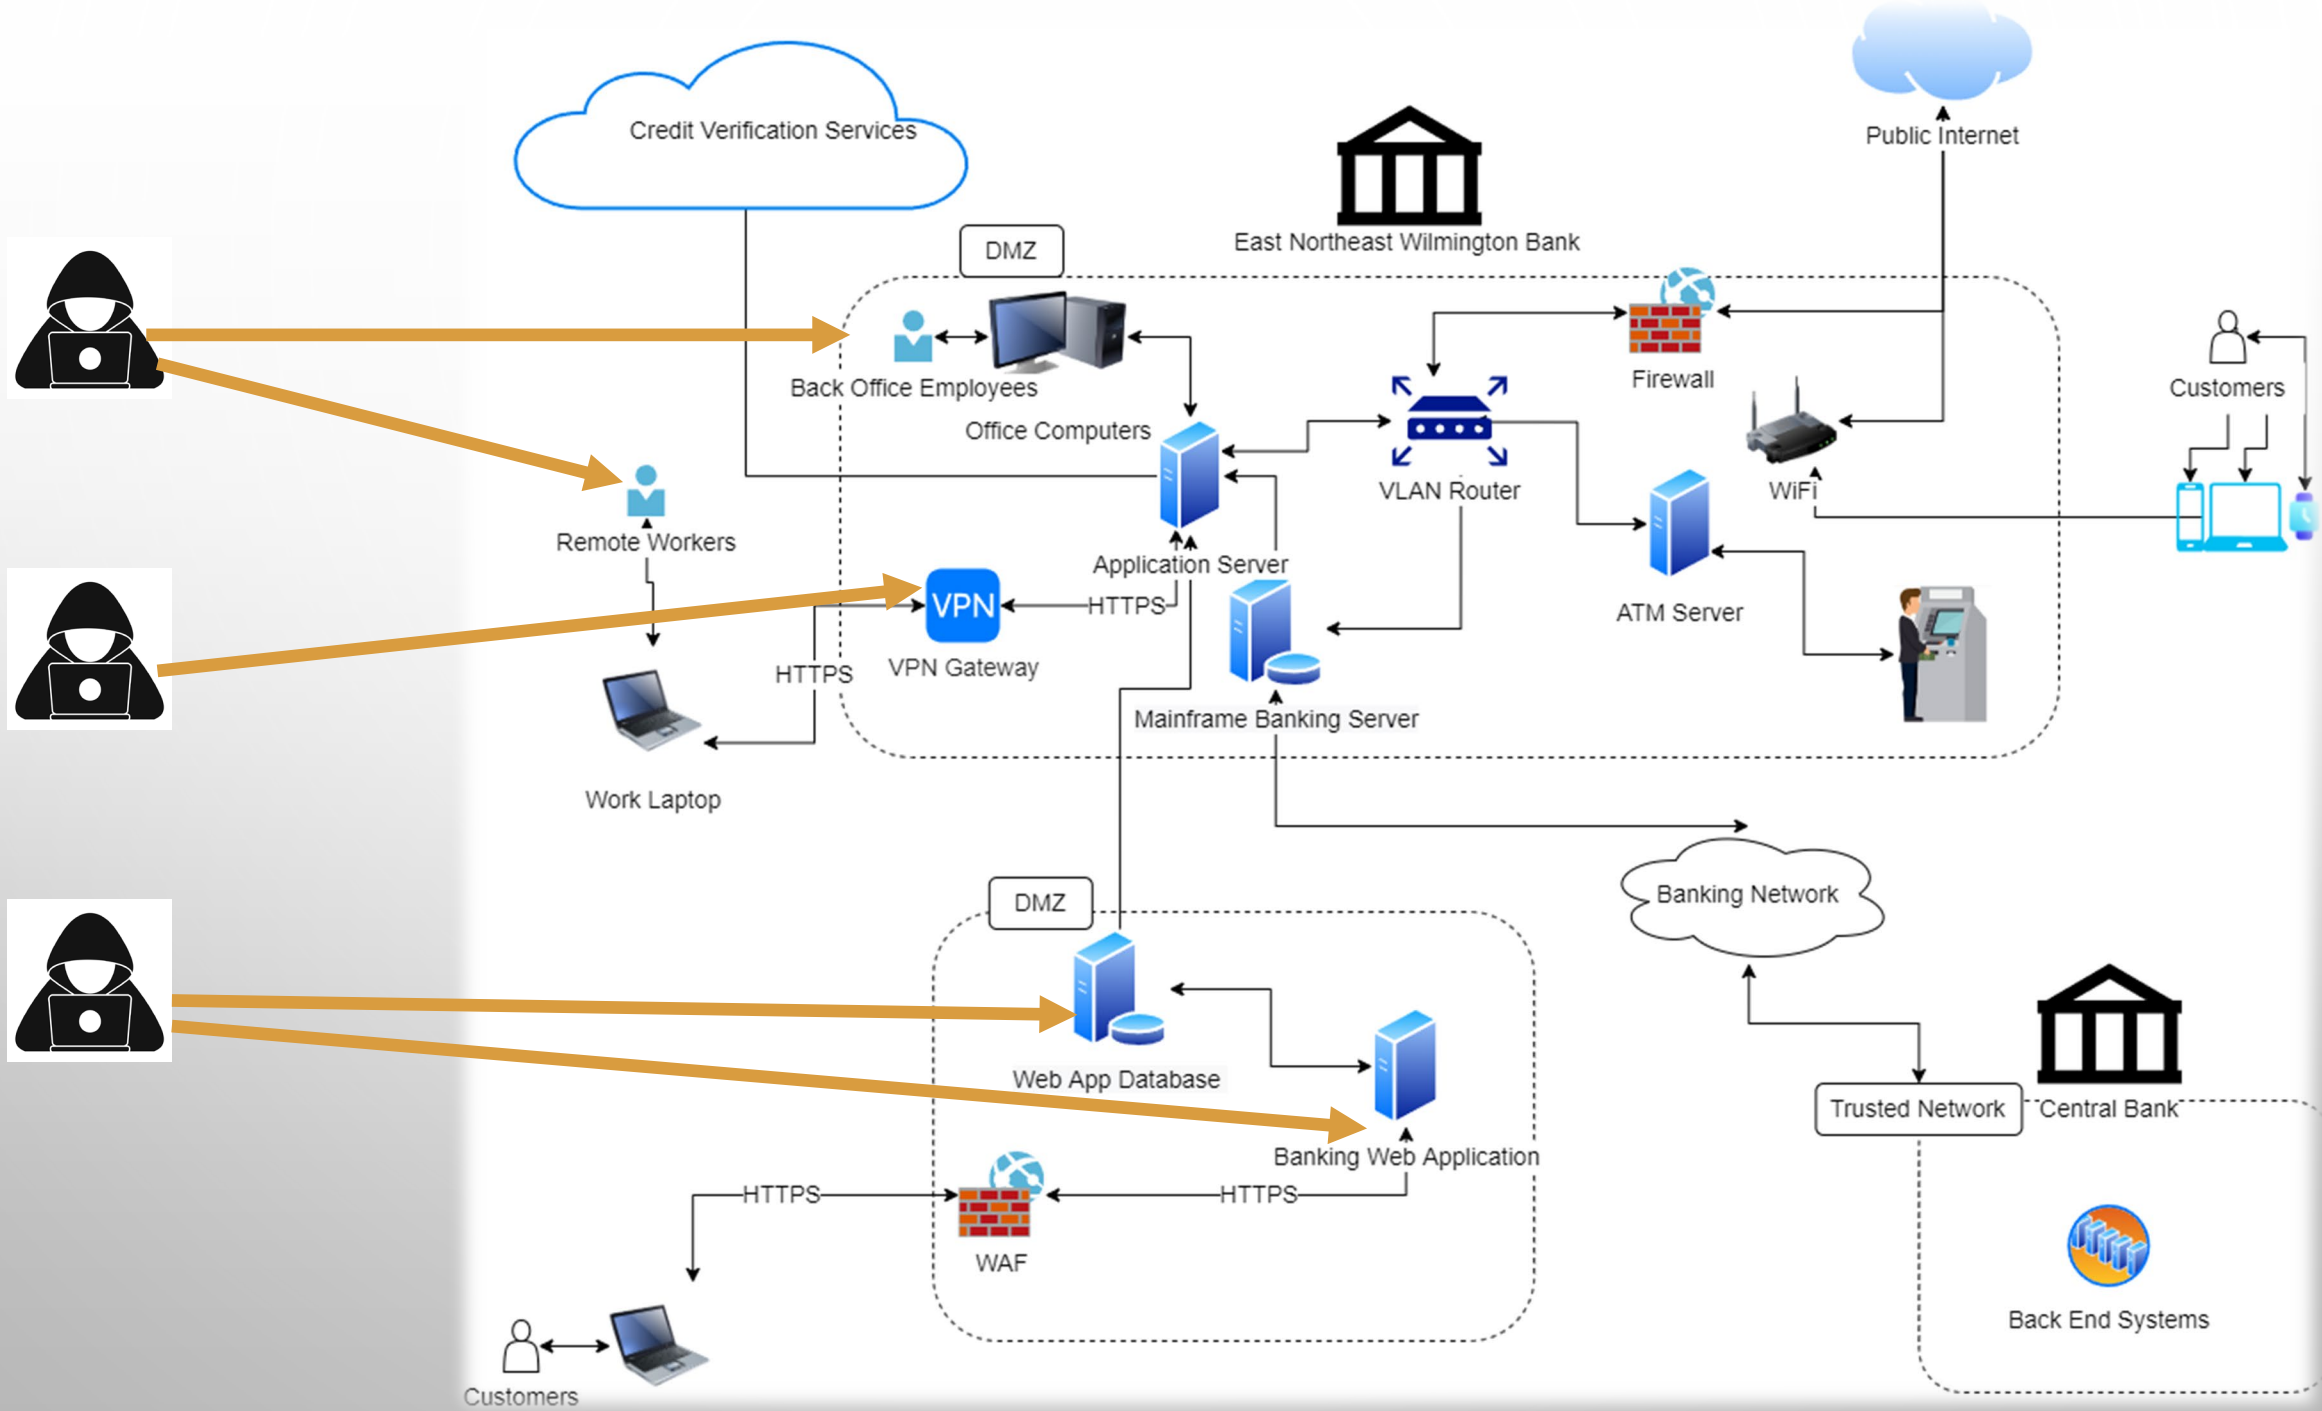 Credit Verification Services
Public Internet
East Northeast Wilmington Bank
DMZ
Back Office Employees
Office Computers
Firewall
Customers
VLAN Router
WiFi
Remote Workers
Application Server
VPN
HTTPS
ATM Server
VPN Gateway
HTTPS
Mainframe Banking Server
Work Laptop
Banking Network
DMZ
Web App Database
Trusted Network
Central Bank
Banking Web Application
HTTPS
HTTPS
WAF
Back End Systems
Customers